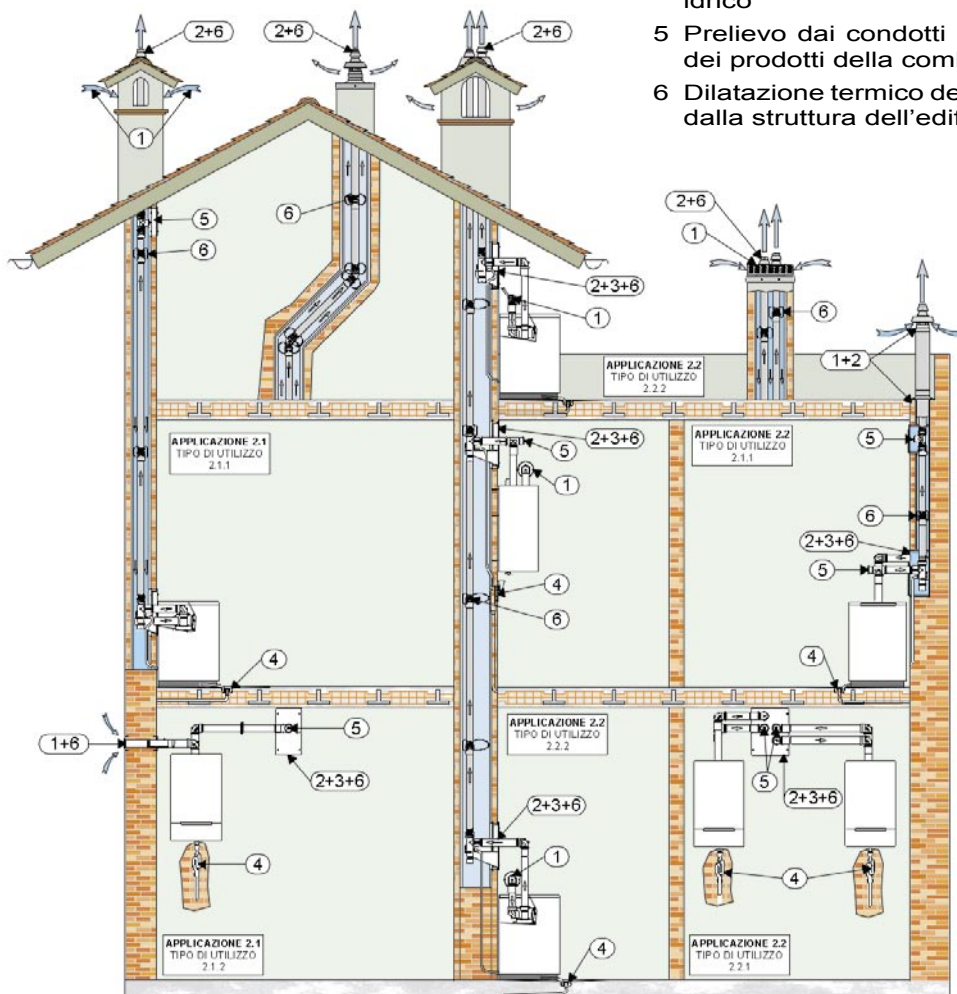 idrico
5 Prelievo dai condotti
dei prodotti della com
6 Dilatazione termico de
dalla struttura dell'edif
2+6
2+6
2+6
1
5
6
6
2+6
1
2+3+6
1
6
1+2
APPLICAZIONE 2.2
TIPO DI UTILIZZO
2.2.2
APPLICAZIONE 2.1
TIPO DI UTILIZZO
2.1.1
2+3+6
5
1
APPLICAZIONE 2.2
TIPO DI UTILIZZO
2.1.1
5
6
2+3+6
5
4
6
4
4
1+6
5
2+3+6
APPLICAZIONE 2.2
TIPO DI UTILIZZO
2.2.2
5
2+3+6
2+3+6
1
4
4
APPLICAZIONE 2.1
TIPO DI UTILIZZO
2.1.2
4
APPLICAZIONE 2.2
TIPO DI UTILIZZO
2.2.1